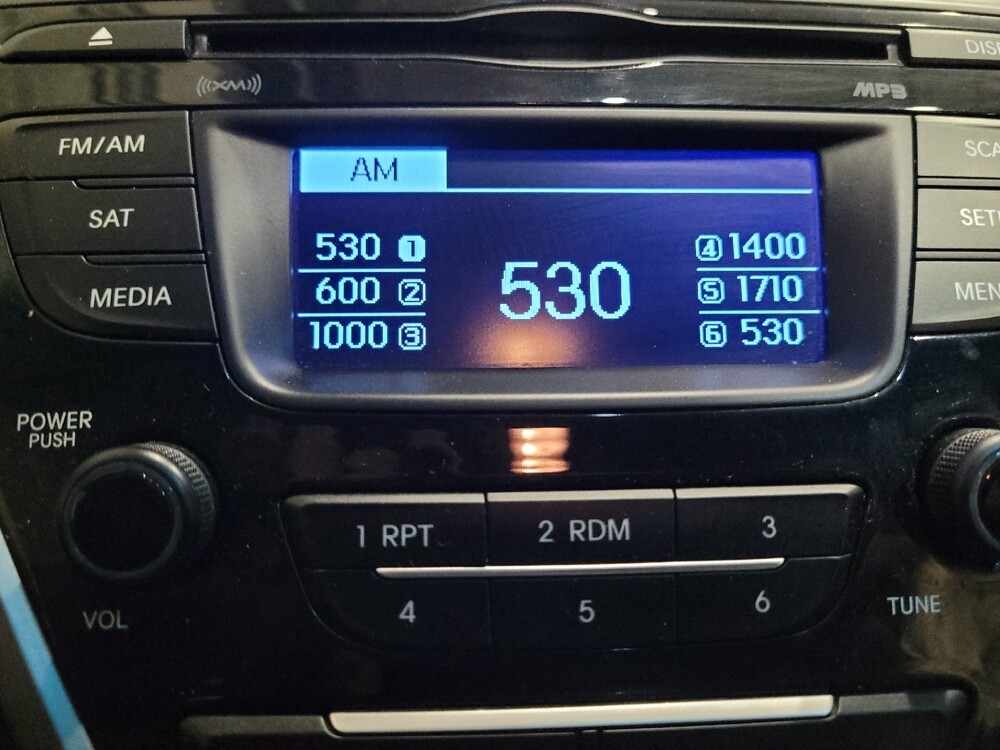 XM
MP3
FM/AM
SAT
MEDIA
AM
530 1
600 2
1000 3
530
4 1400
5 1710
6 530
POWER
PUSH
VOL
1 RPT
2 RDM
3
4
5
6
TUNE